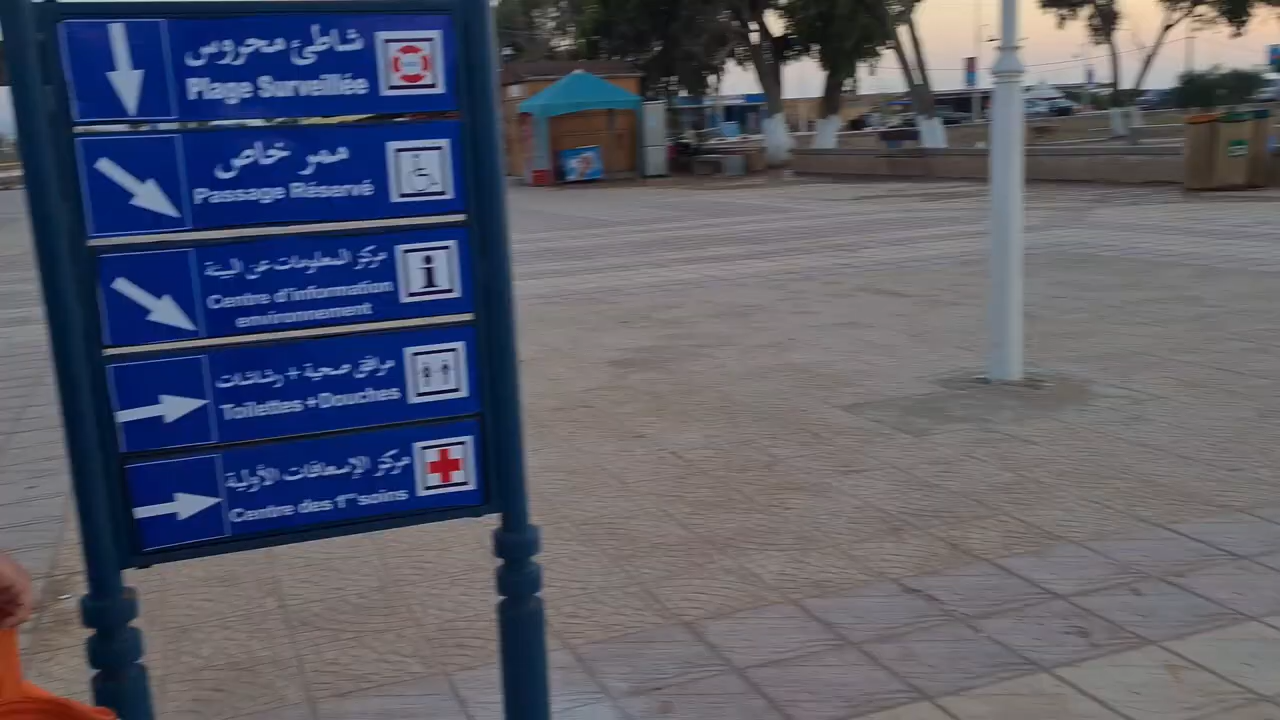 شاطئ محروس
Plage Surveillée
ممر خاص
Passage Réservé
مركز المعلومات عن البيئة
Centre d'information
environnement
مرافق صحية + رشاشات
Toilettes + Douches
مركز الإسعافات الأولية
Centre des 1ers soins